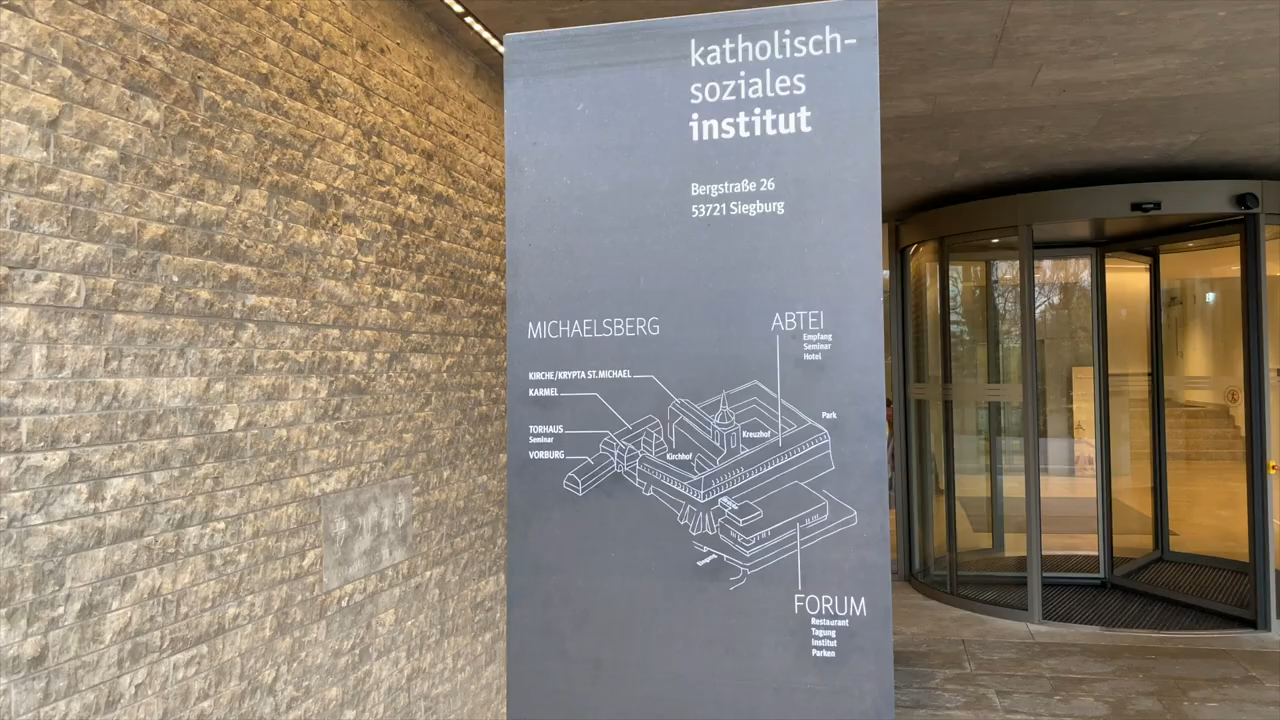 katholisch-
soziales
institut
Bergstraße 26
53721 Siegburg
MICHAELSBERG
ABTEI
Empfang
Seminar
Hotel
KIRCHE/KRYPTA ST. MICHAEL
KARMEL
TORHAUS
Seminar
VORBURG
Park
Kreuzhof
Kirchhof
Eingang
FORUM
Restaurant
Tagung
Institut
Parken